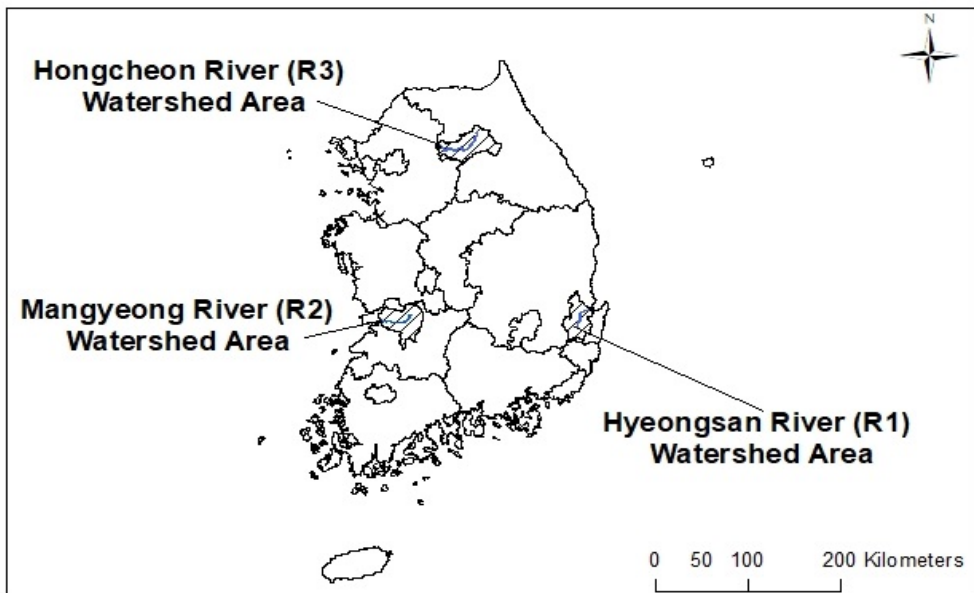 N
Hongcheon River (R3)
Watershed Area
Mangyeong River (R2)
Watershed Area
Hyeongsan River (R1)
Watershed Area
0 50 100 200 Kilometers